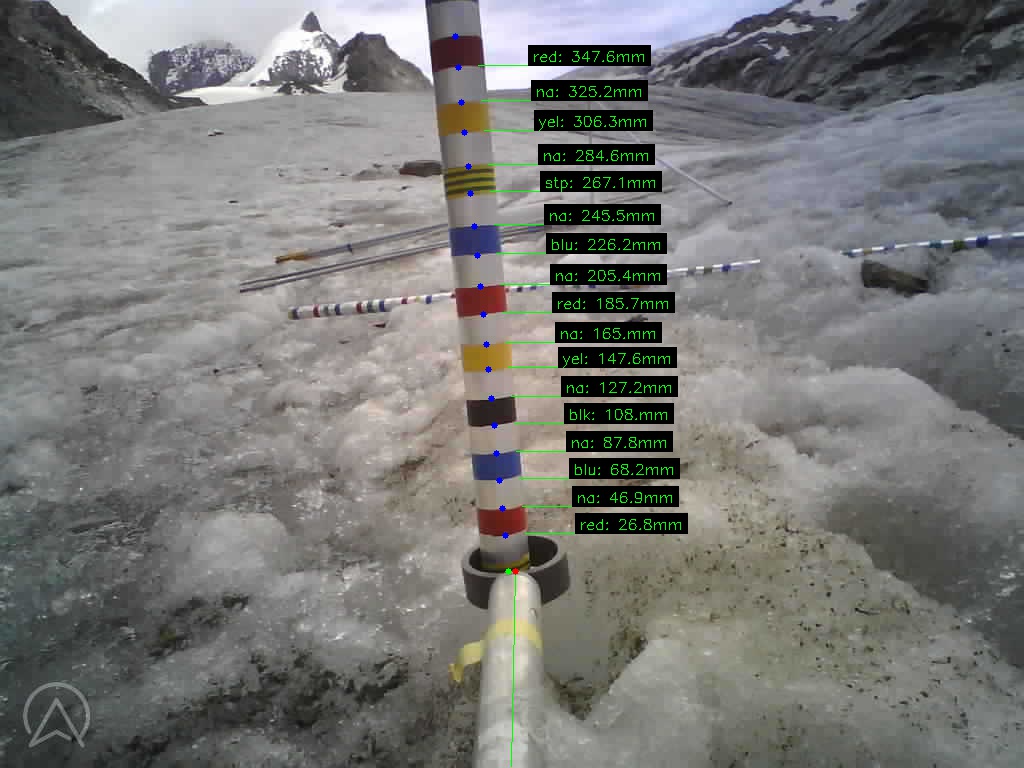 red: 347.6mm
na: 325.2mm
yel: 306.3mm
na: 284.6mm
stp: 267.1mm
na: 245.5mm
blu: 226.2mm
na: 205.4mm
red: 185.7mm
na: 165.mm
yel: 147.6mm
na: 127.2mm
blk: 108.mm
na: 87.8mm
blu: 68.2mm
na: 46.9mm
red: 26.8mm